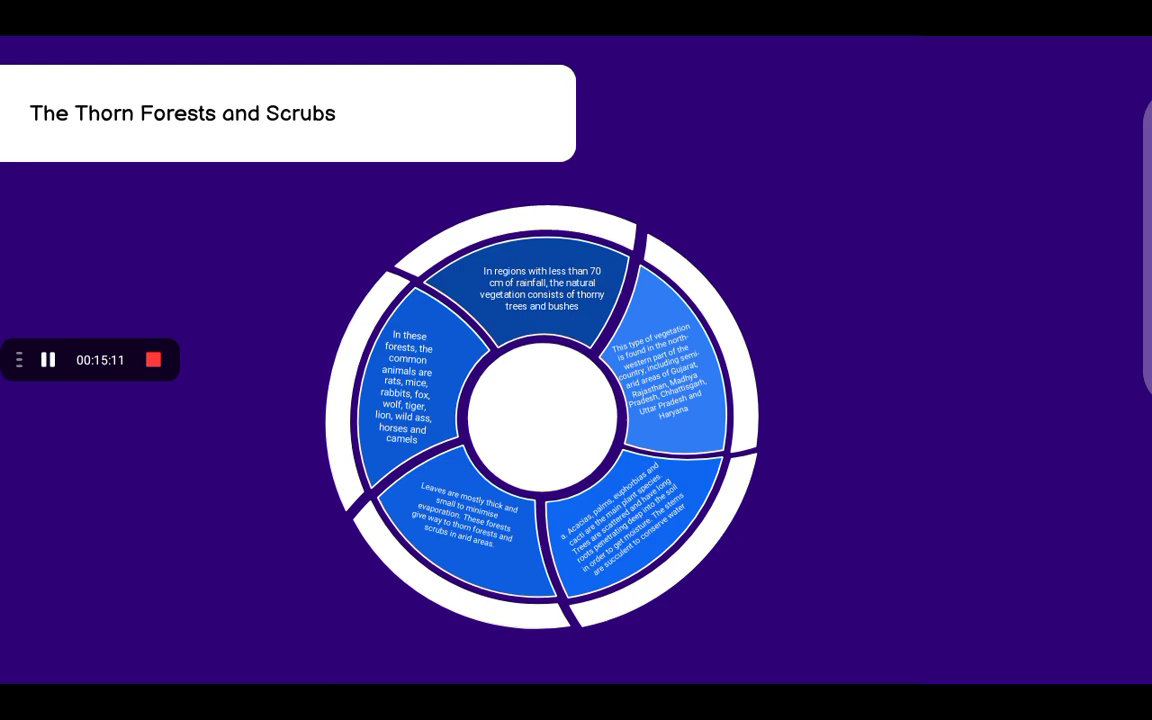 The Thorn Forests and Scrubs
In regions with less than 70
cm of rainfall, the natural
vegetation consists of thorny
trees and bushes
This type of vegetation
is found in the north-
western part of the
country, including semi-
arid areas of Gujarat,
Rajasthan, Madhya
Pradesh, Chhattisgarh,
Uttar Pradesh and
Haryana
a. Acacias, palms, euphorbias and
cacti are the main plant species.
Trees are scattered and have long
roots penetrating deep into the soil
in order to get moisture. The stems
are succulent to conserve water
Leaves are mostly thick and
small to minimise
evaporation. These forests
give way to thorn forests and
scrubs in arid areas.
In these
forests, the
common
animals are
rats, mice,
rabbits, fox,
wolf, tiger,
lion, wild ass,
horses and
camels
00:15:11